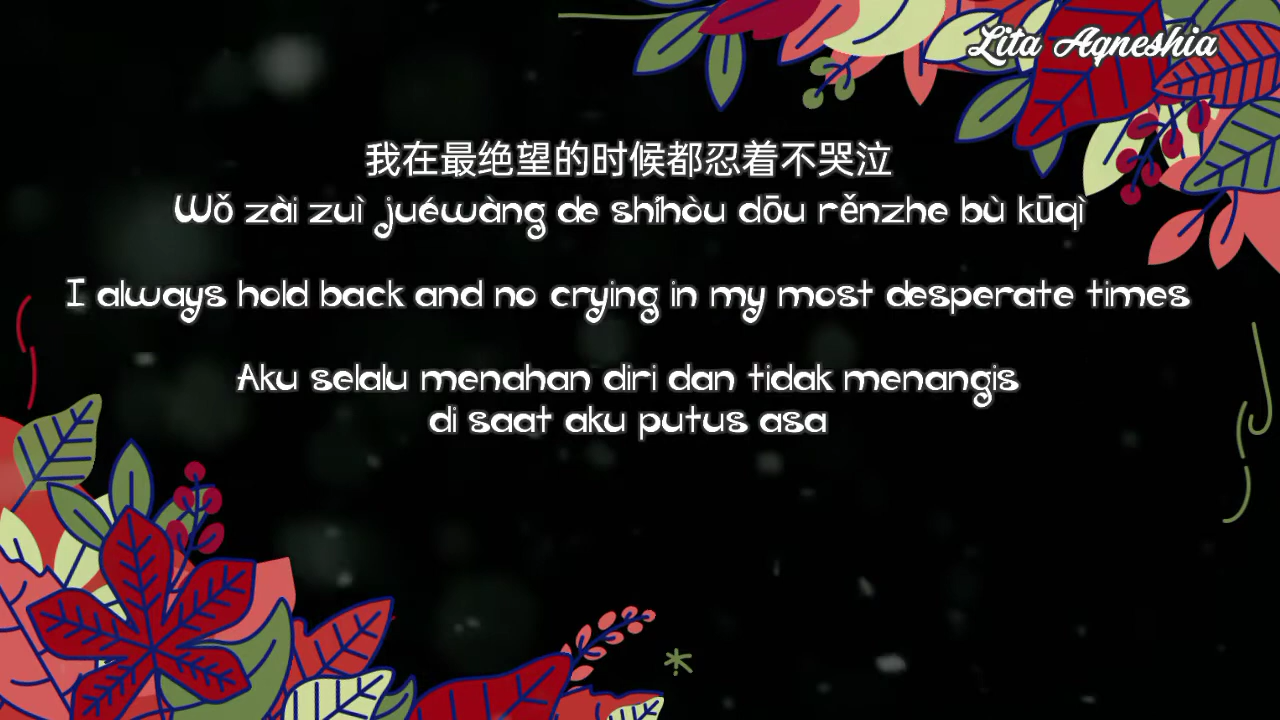 Lita Agneshia
我在最绝望的时候都忍着不哭泣
Wǒ zài zuì juéwàng de shíhòu dōu rěnzhe bù kūqì
I always hold back and no crying in my most desperate times
Aku selalu menahan diri dan tidak menangis
di saat aku putus asa